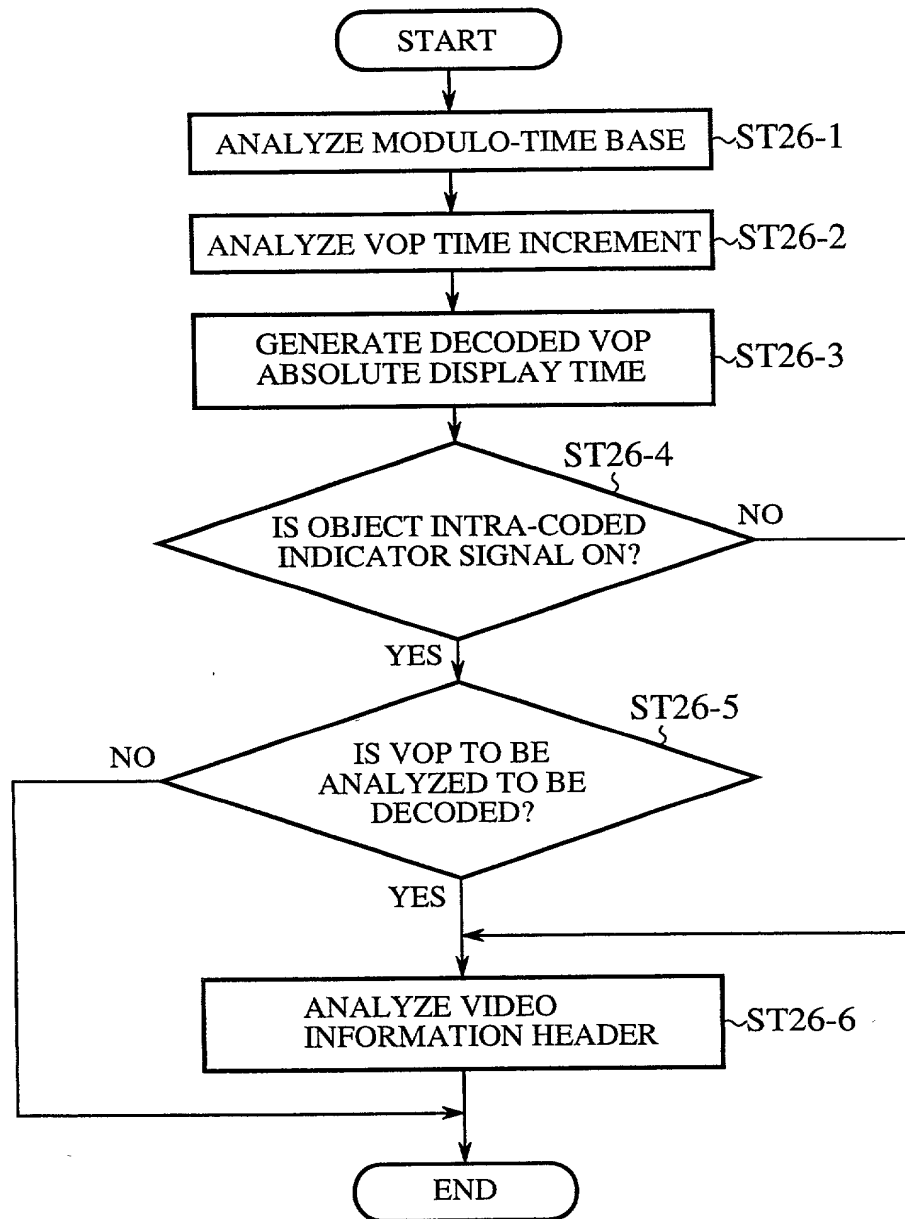 START
ANALYZE MODULO-TIME BASE
ST26-1
ANALYZE VOP TIME INCREMENT
ST26-2
GENERATE DECODED VOP
ABSOLUTE DISPLAY TIME
ST26-3
ST26-4
IS OBJECT INTRA-CODED
INDICATOR SIGNAL ON?
NO
YES
ST26-5
NO
IS VOP TO BE
ANALYZED TO BE
DECODED?
YES
ANALYZE VIDEO
INFORMATION HEADER
ST26-6
END